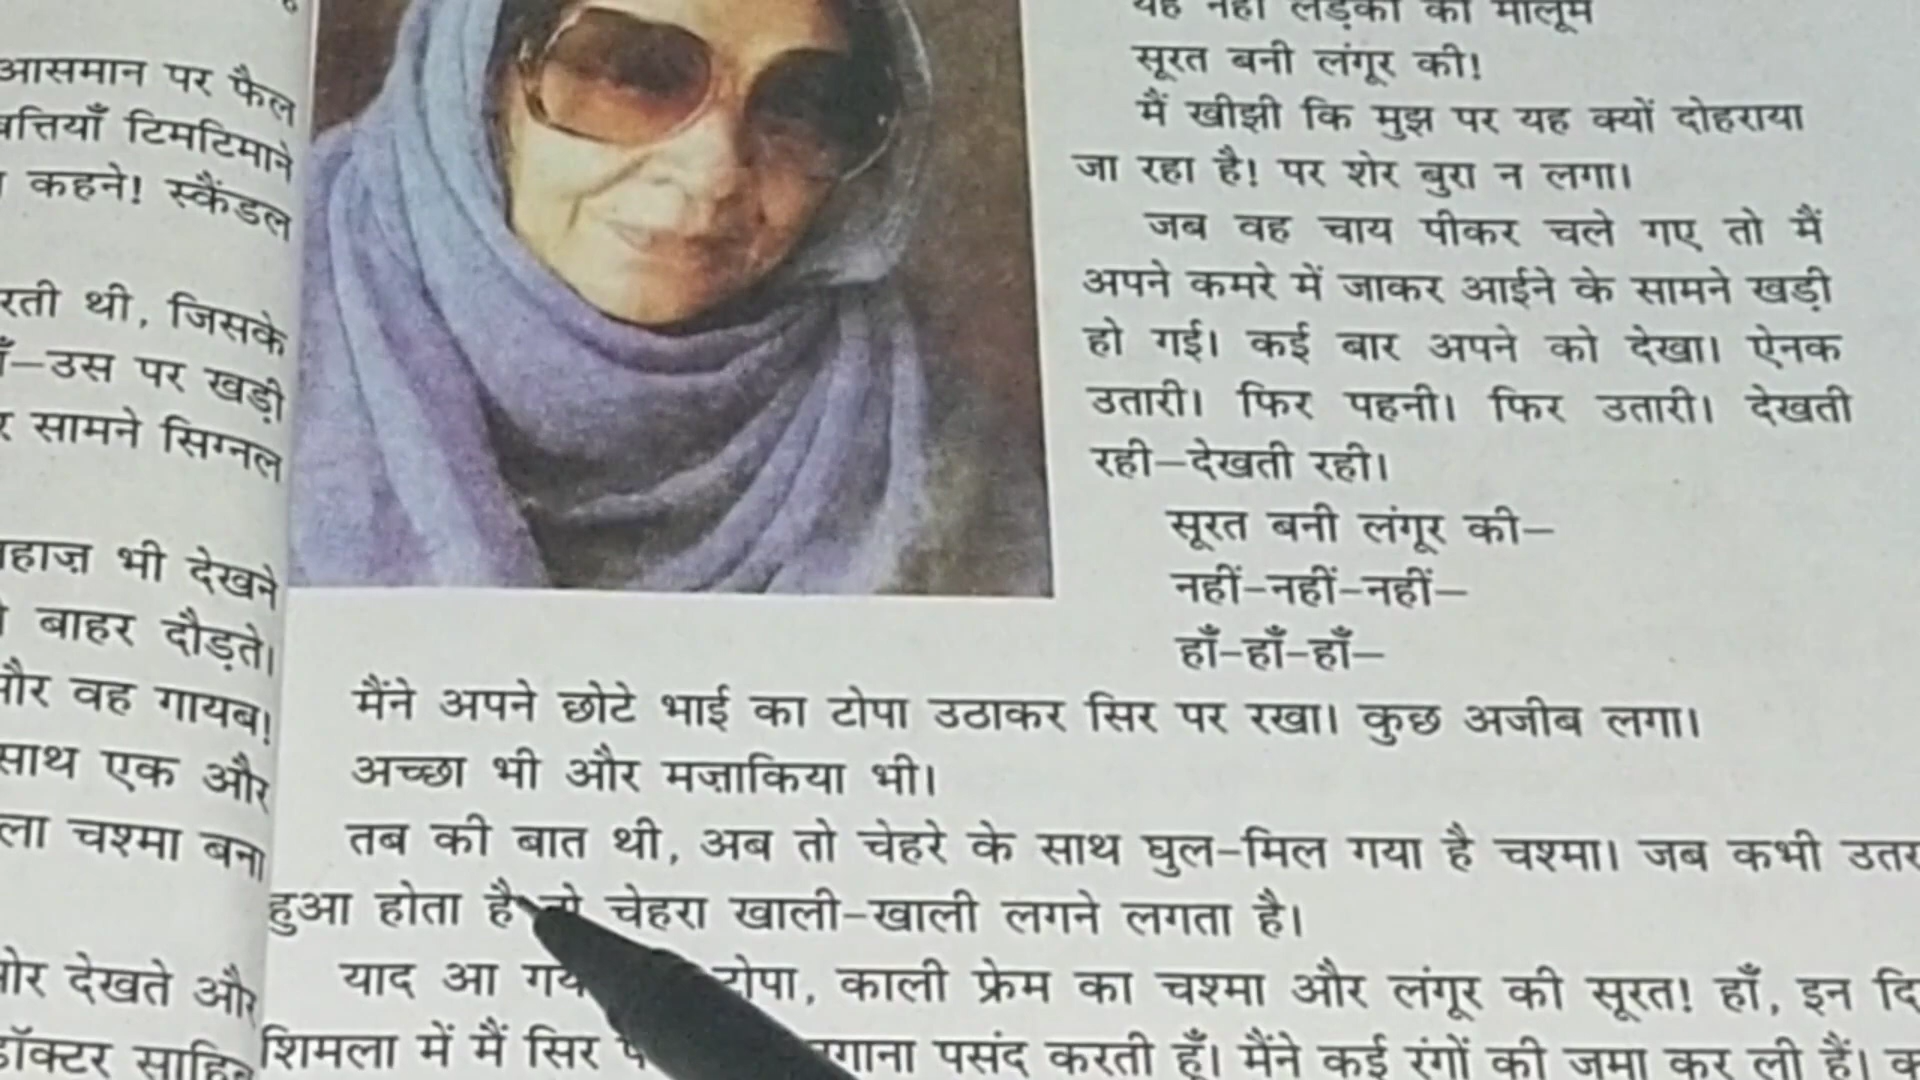 आसमान पर फैल
बत्तियाँ टिमटिमाने
कहने! स्कैंडल
रती थी, जिसके
—उस पर खड़ी
सामने सिग्नल
भी देखने
बाहर दौड़ते।
और वह गायब!
साथ एक और
चश्मा बना
देखते और
डॉक्टर साहिब
यह नहीं लड़की को मालूम
सूरत बनी लंगूर की!
मैं खीझी कि मुझ पर यह क्यों दोहराया
जा रहा है! पर शेर बुरा न लगा।
जब वह चाय पीकर चले गए तो मैं
अपने कमरे में जाकर आईने के सामने खड़ी
हो गई। कई बार अपने को देखा। ऐनक
उतारी। फिर पहनी। फिर उतारी। देखती
रही—देखती रही।
सूरत बनी लंगूर की—
नहीं-नहीं-नहीं—
हाँ-हाँ-हाँ—
मैंने अपने छोटे भाई का टोपा उठाकर सिर पर रखा। कुछ अजीब लगा।
अच्छा भी और मज़ाकिया भी।
तब की बात थी, अब तो चेहरे के साथ घुल-मिल गया है चश्मा। जब कभी उतर
हुआ होता है तो चेहरा खाली-खाली लगने लगता है।
याद आ टोपा, काली फ्रेम का चश्मा और लंगूर की सूरत! हाँ, इन
शिमला में मैं सिर पसंद करती हूँ। मैंने कई रंगों की जमा कर ली हैं।